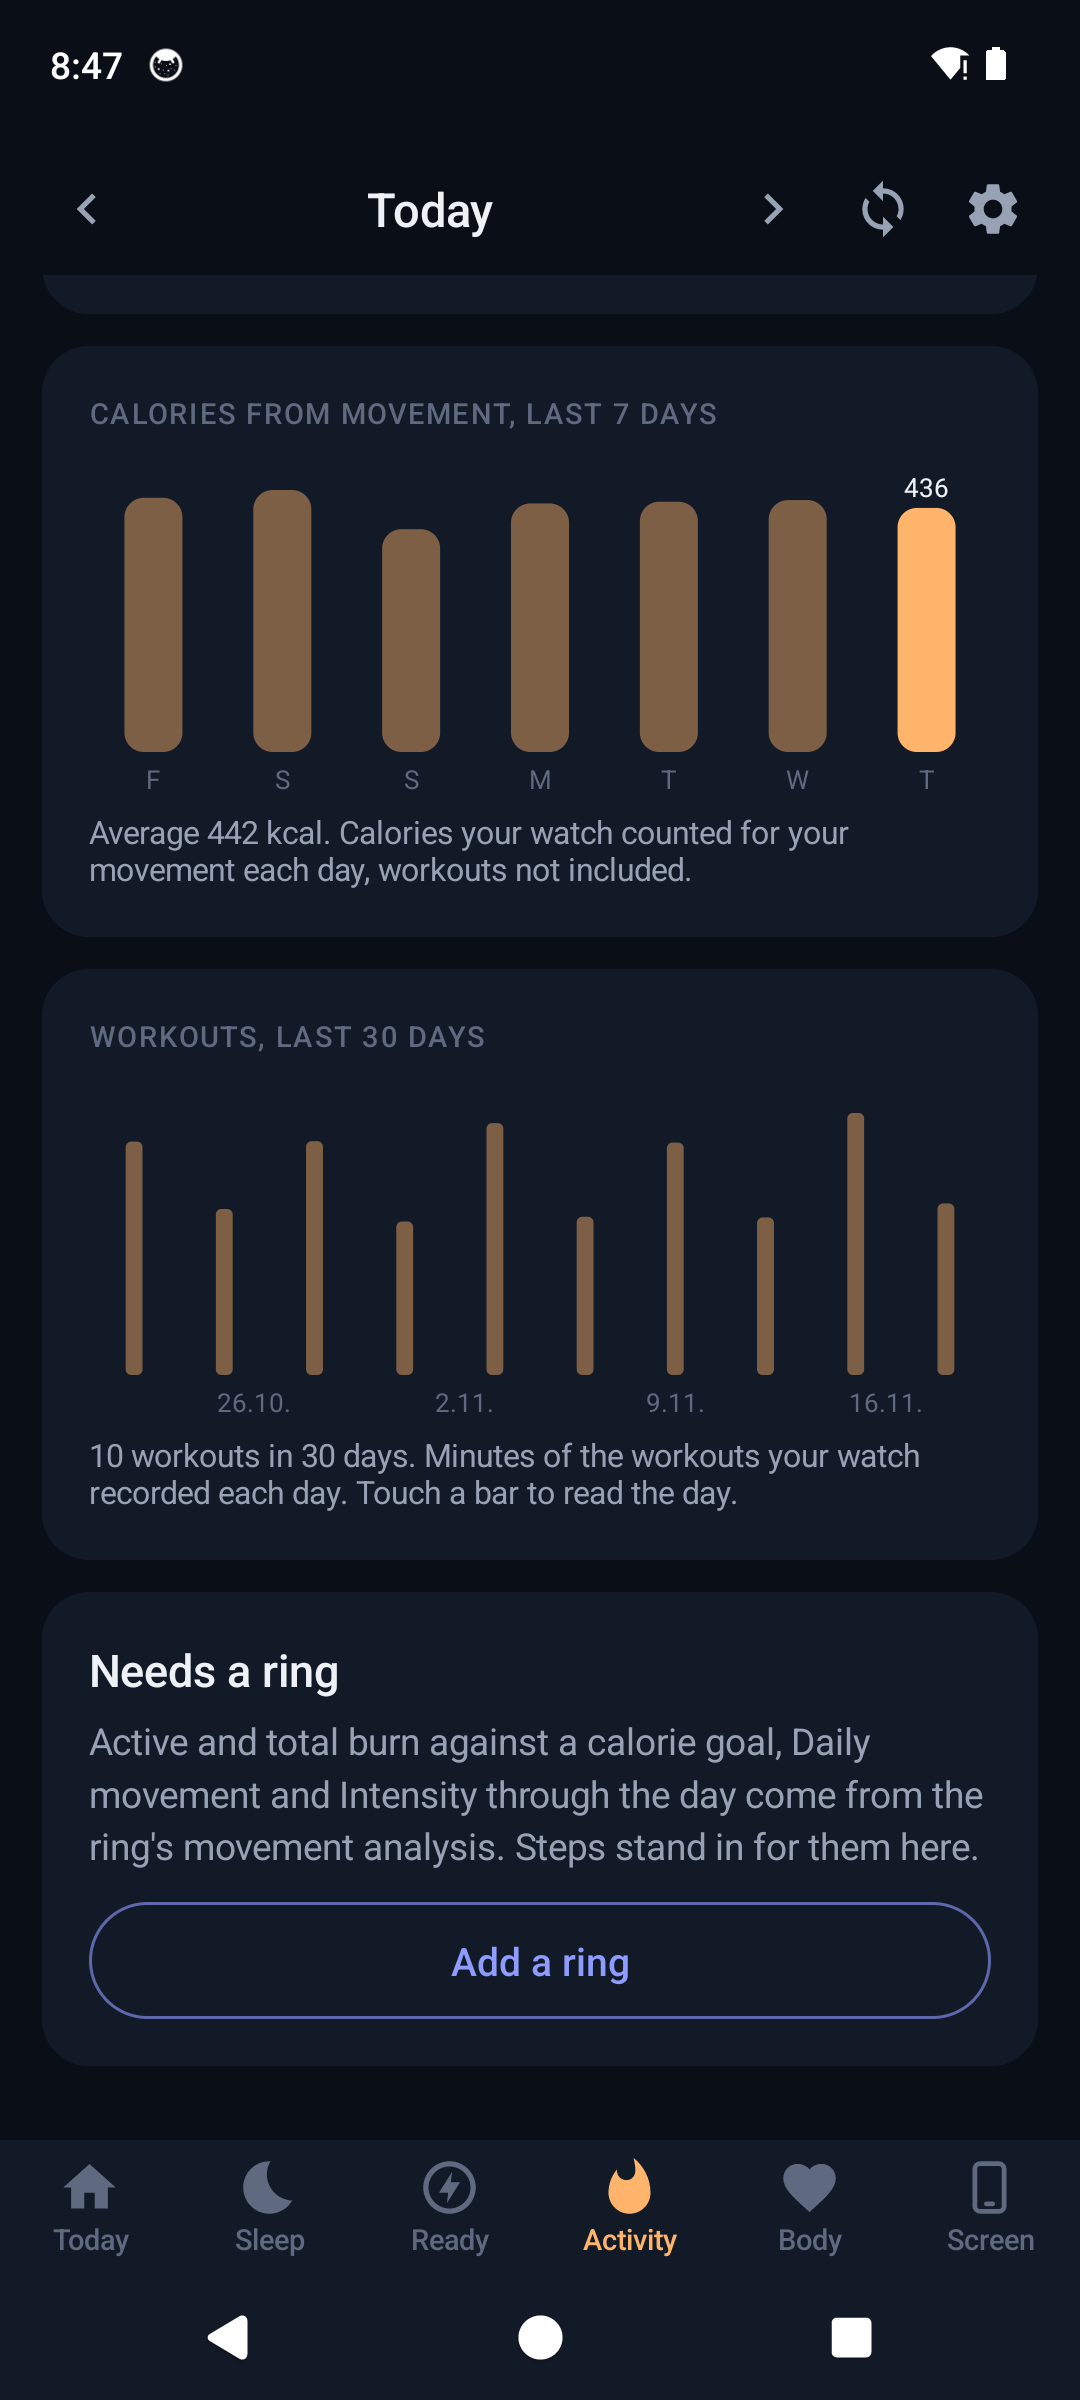 8:47
Today
CALORIES FROM MOVEMENT, LAST 7 DAYS
436
F S S M T W T
Average 442 kcal. Calories your watch counted for your
movement each day, workouts not included.
WORKOUTS, LAST 30 DAYS
26.10. 2.11. 9.11. 16.11.
10 workouts in 30 days. Minutes of the workouts your watch
recorded each day. Touch a bar to read the day.
Needs a ring
Active and total burn against a calorie goal, Daily
movement and Intensity through the day come from the
ring's movement analysis. Steps stand in for them here.
Add a ring
Today Sleep Ready Activity Body Screen